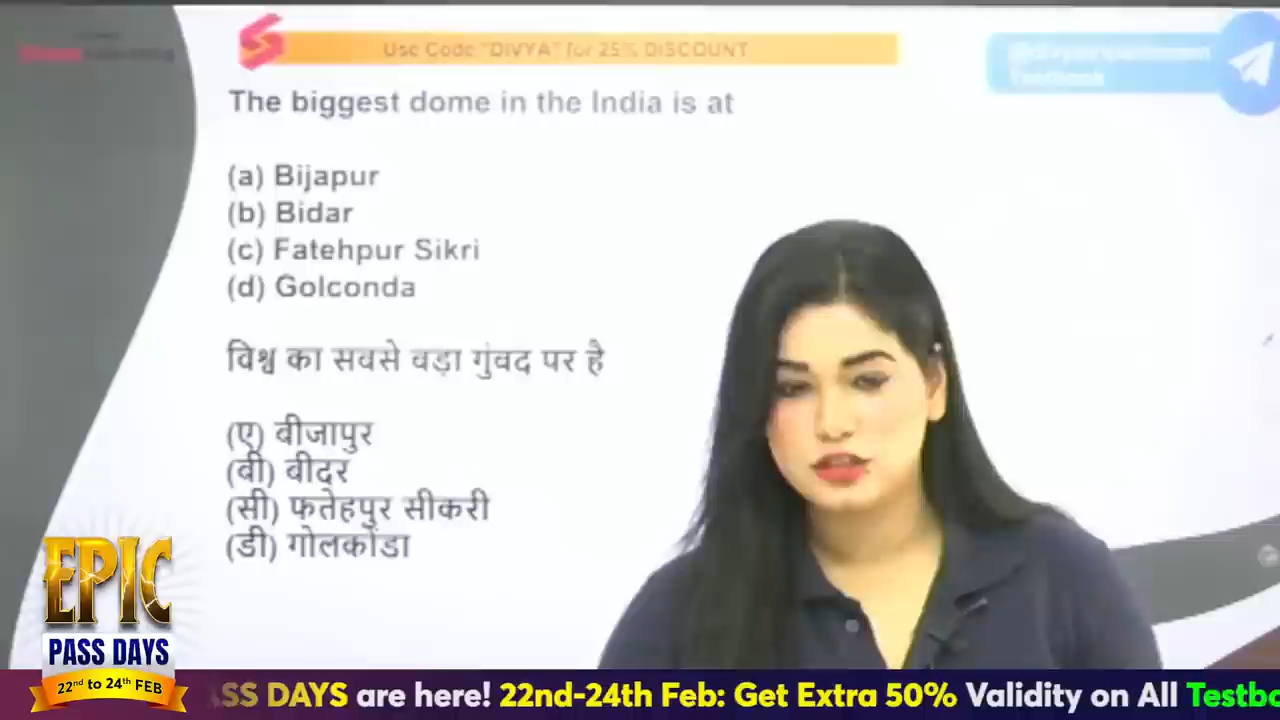 Use Code "DIVYA" for 25% DISCOUNT
The biggest dome in the India is at
(a) Bijapur
(b) Bidar
(c) Fatehpur Sikri
(d) Golconda
विश्व का सबसे बड़ा गुंबद पर है
(ए) बीजापुर
(बी) बीदर
(सी) फतेहपुर सीकरी
(डी) गोलकोंडा
Testbook
EPIC
PASS DAYS
22nd to 24th FEB
SS DAYS are here! 22nd-24th Feb: Get Extra 50% Validity on All Testbo